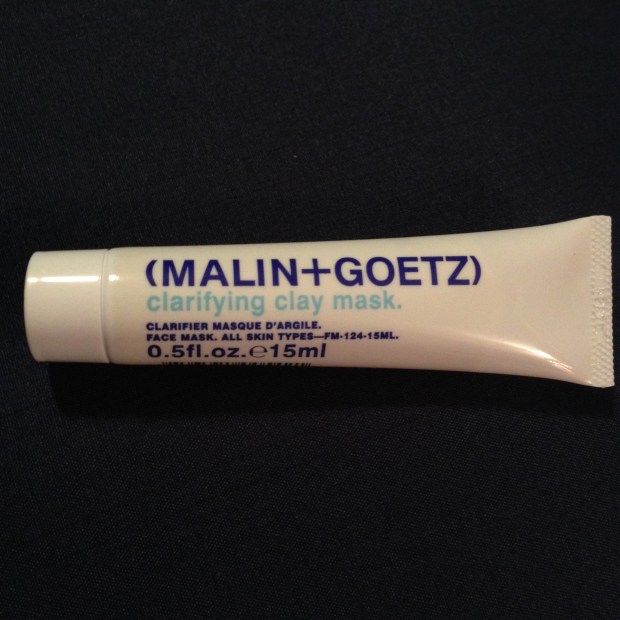 (MALIN+GOETZ)
clarifying clay mask.
CLARIFIER MASQUE D'ARGILE.
FACE MASK. ALL SKIN TYPES—FM-124-15ML.
0.5fl.oz.℮15ml